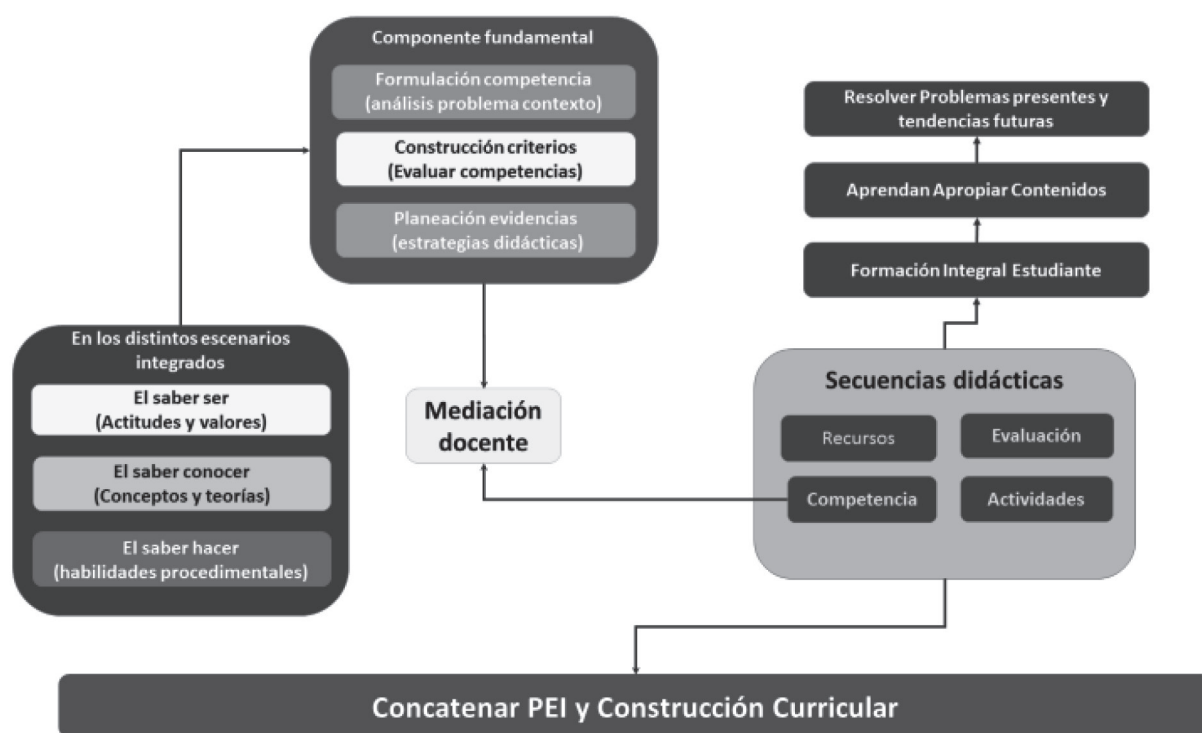 Componente fundamental
Formulación competencia
(análisis problema contexto)
Construcción criterios
(Evaluar competencias)
Planeación evidencias
(estrategias didácticas)
En los distintos escenarios
integrados
El saber ser
(Actitudes y valores)
El saber conocer
(Conceptos y teorías)
El saber hacer
(habilidades procedimentales)
Mediación
docente
Resolver Problemas presentes y
tendencias futuras
Aprendan Apropiar Contenidos
Formación Integral Estudiante
Secuencias didácticas
Recursos
Evaluación
Competencia
Actividades
Concatenar PEI y Construcción Curricular